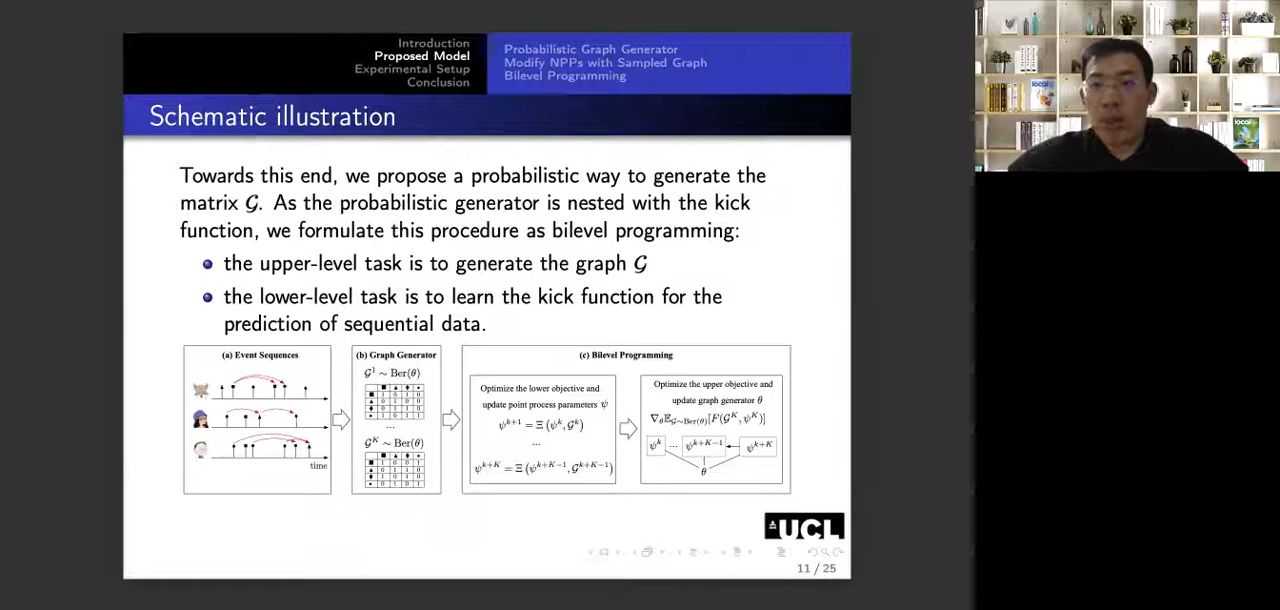 Introduction
Proposed Model
Experimental Setup
Conclusion
Probabilistic Graph Generator
Modify NPPs with Sampled Graph
Bilevel Programming
Schematic illustration
Towards this end, we propose a probabilistic way to generate the
matrix 𝒢. As the probabilistic generator is nested with the kick
function, we formulate this procedure as bilevel programming:
the upper-level task is to generate the graph 𝒢
the lower-level task is to learn the kick function for the
prediction of sequential data.
(a) Event Sequences
time
(b) Graph Generator
𝒢¹ ∼ Ber(θ)
...
𝒢ᴷ ∼ Ber(θ)
(c) Bilevel Programming
Optimize the lower objective and
update point process parameters ψ
ψᵏ⁺¹ = Ξ (ψᵏ, 𝒢ᵏ)
...
ψᵏ⁺ᴷ = Ξ (ψᵏ⁺ᴷ⁻¹, 𝒢ᵏ⁺ᴷ⁻¹)
Optimize the upper objective and
update graph generator θ
∇θ𝔼𝒢∼Ber(θ)[F(𝒢ᴷ, ψᴷ)]
ψᵏ ... ψᵏ⁺ᴷ⁻¹ ψᵏ⁺ᴷ
θ
UCL
11 / 25
local
local